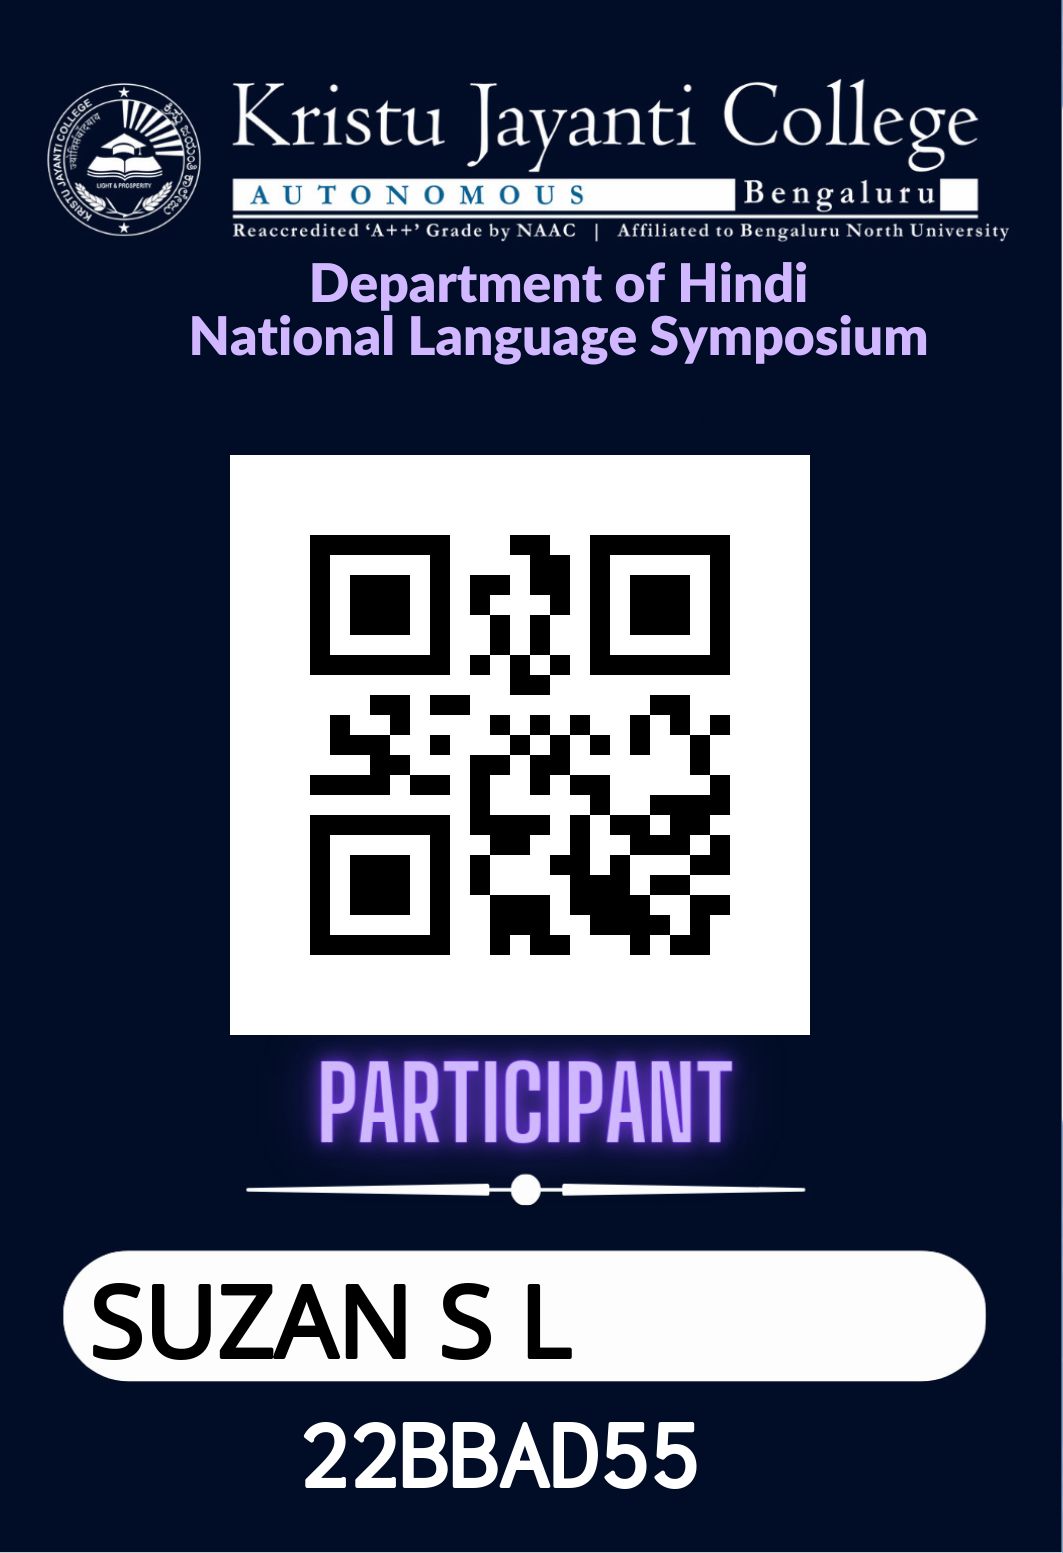 KRISTU JAYANTI COLLEGE
LIGHT & PROSPERITY
Kristu Jayanti College
AUTONOMOUS Bengaluru
Reaccredited ‘A++’ Grade by NAAC | Affiliated to Bengaluru North University
Department of Hindi
National Language Symposium
PARTICIPANT
SUZAN S L
22BBAD55